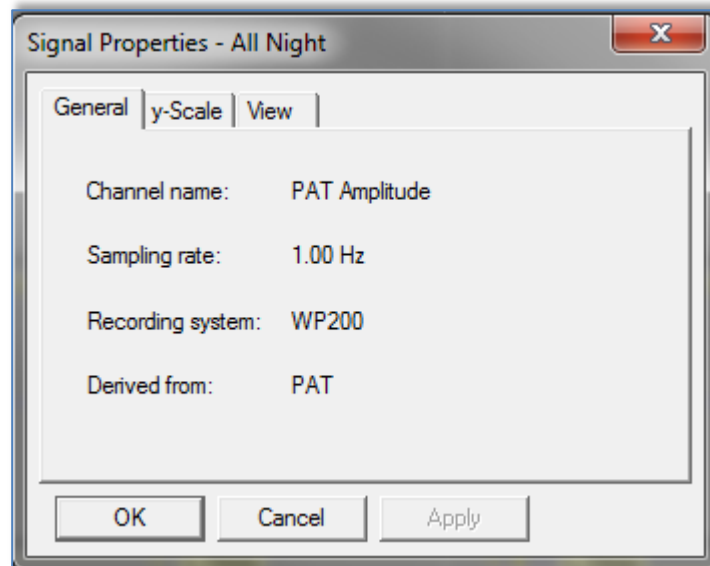 Signal Properties - All Night
General y-Scale View
Channel name: PAT Amplitude
Sampling rate: 1.00 Hz
Recording system: WP200
Derived from: PAT
OK Cancel Apply